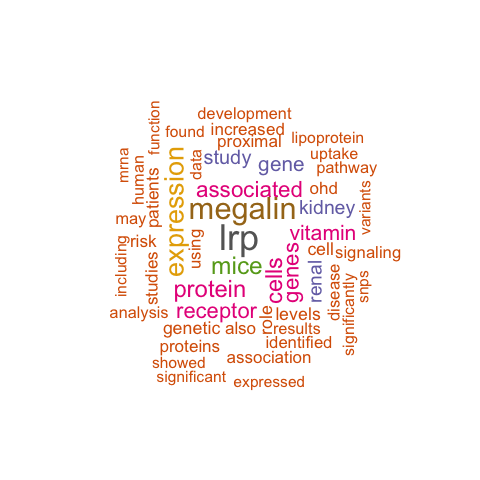 development
function
found
increased
proximal
lipoprotein
mrna
human
patients
expression
data
study
gene
uptake
pathway
associated
ohd
variants
megalin
kidney
may
risk
using
lrp
vitamin
including
studies
mice
cells
genes
renal
cell
signaling
disease
significantly
snps
protein
analysis
receptor
role
levels
genetic
also
results
proteins
identified
showed
association
significant
expressed